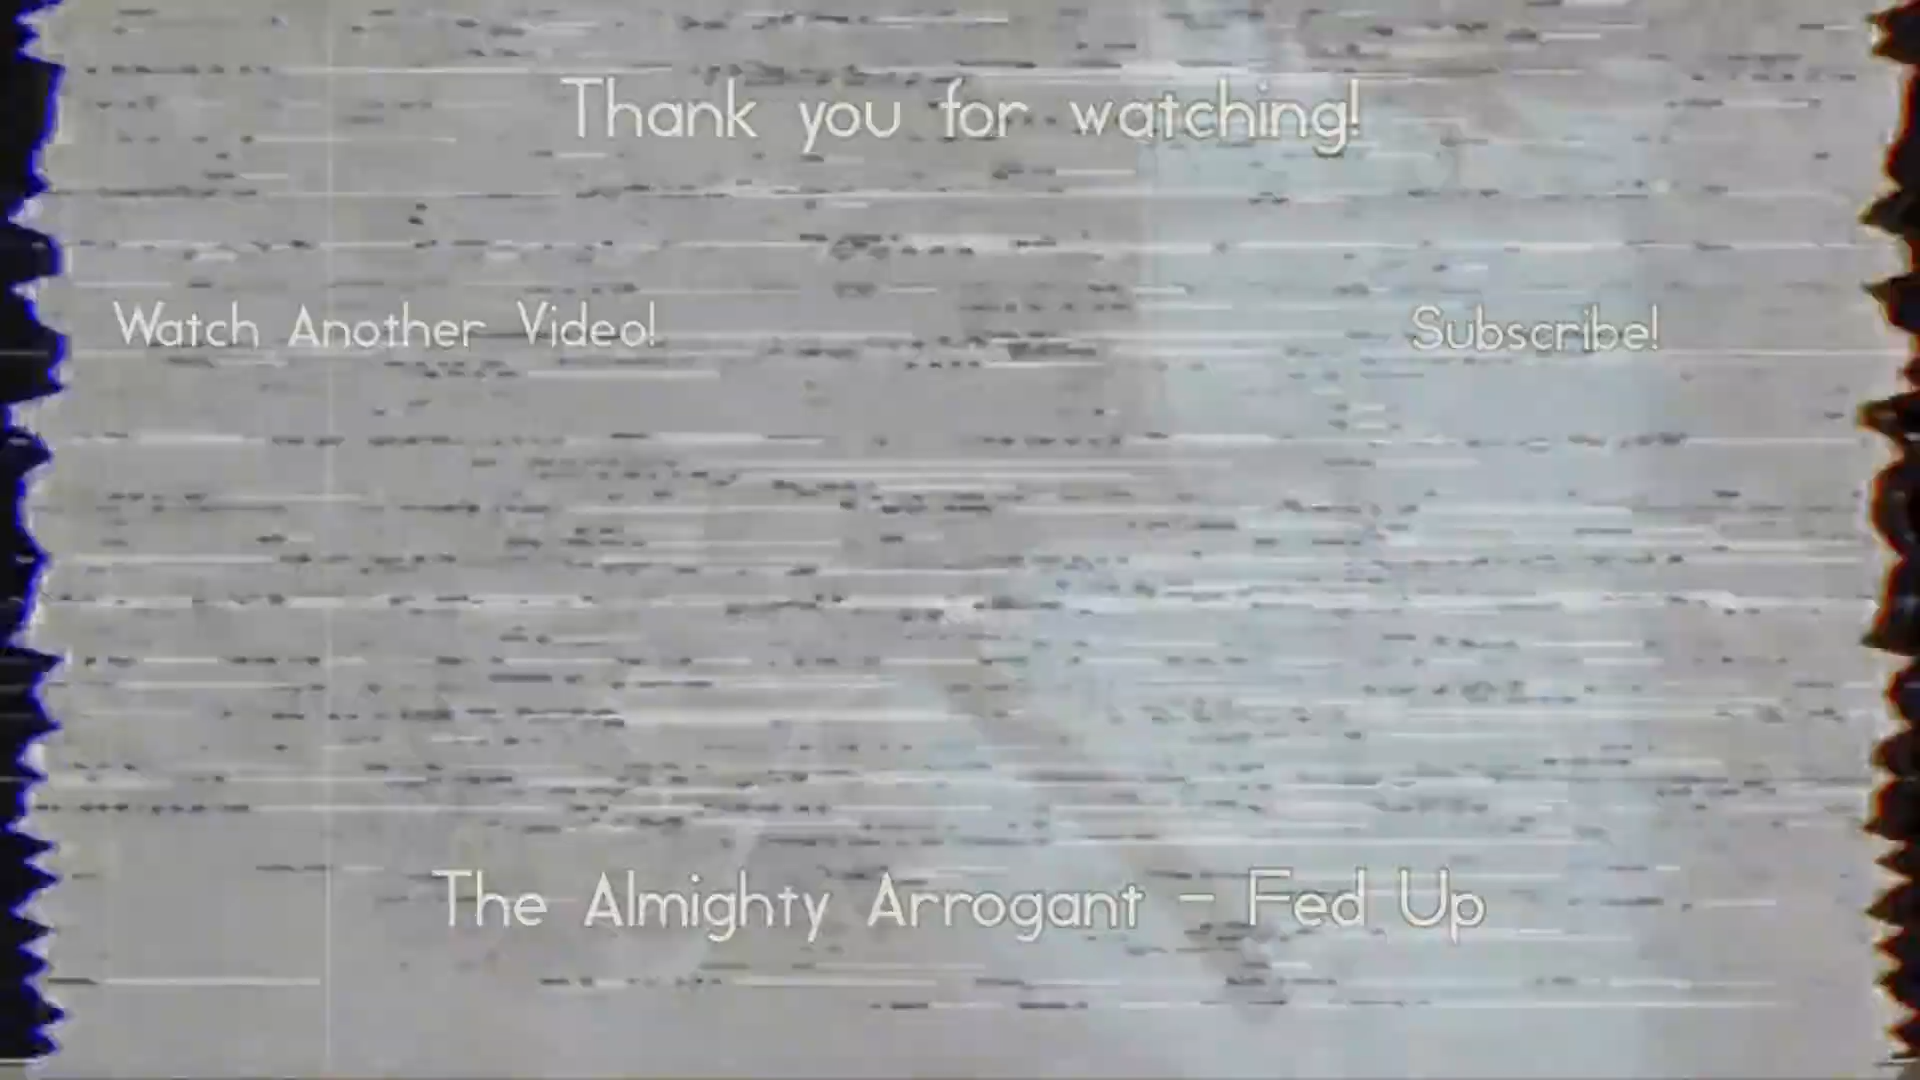 Thank you for watching!
Watch Another Video!
Subscribe!
The Almighty Arrogant - Fed Up